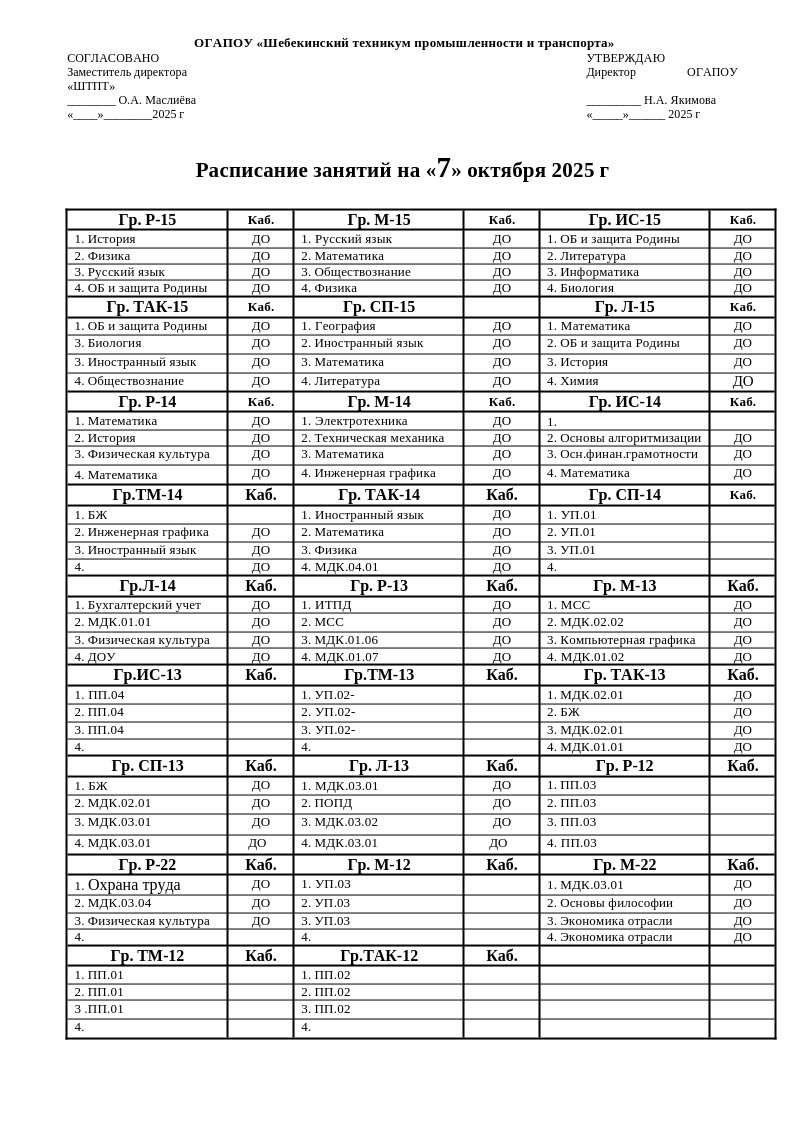 ОГАПОУ «Шебекинский техникум промышленности и транспорта»
СОГЛАСОВАНО УТВЕРЖДАЮ
Заместитель директора Директор ОГАПОУ
«ШТПТ»
________ О.А. Маслиёва _________ Н.А. Якимова
«____»________2025 г «_____»______ 2025 г
Расписание занятий на «7» октября 2025 г
Гр. Р-15 Каб. Гр. М-15 Каб. Гр. ИС-15 Каб.
1. История ДО 1. Русский язык ДО 1. ОБ и защита Родины ДО
2. Физика ДО 2. Математика ДО 2. Литература ДО
3. Русский язык ДО 3. Обществознание ДО 3. Информатика ДО
4. ОБ и защита Родины ДО 4. Физика ДО 4. Биология ДО
Гр. ТАК-15 Каб. Гр. СП-15 Гр. Л-15 Каб.
1. ОБ и защита Родины ДО 1. География ДО 1. Математика ДО
3. Биология ДО 2. Иностранный язык ДО 2. ОБ и защита Родины ДО
3. Иностранный язык ДО 3. Математика ДО 3. История ДО
4. Обществознание ДО 4. Литература ДО 4. Химия ДО
Гр. Р-14 Каб. Гр. М-14 Каб. Гр. ИС-14 Каб.
1. Математика ДО 1. Электротехника ДО 1.
2. История ДО 2. Техническая механика ДО 2. Основы алгоритмизации ДО
3. Физическая культура ДО 3. Математика ДО 3. Осн.финан.грамотности ДО
4. Математика ДО 4. Инженерная графика ДО 4. Математика ДО
Гр.ТМ-14 Каб. Гр. ТАК-14 Каб. Гр. СП-14 Каб.
1. БЖ 1. Иностранный язык ДО 1. УП.01
2. Инженерная графика ДО 2. Математика ДО 2. УП.01
3. Иностранный язык ДО 3. Физика ДО 3. УП.01
4. ДО 4. МДК.04.01 ДО 4.
Гр.Л-14 Каб. Гр. Р-13 Каб. Гр. М-13 Каб.
1. Бухгалтерский учет ДО 1. ИТПД ДО 1. МСС ДО
2. МДК.01.01 ДО 2. МСС ДО 2. МДК.02.02 ДО
3. Физическая культура ДО 3. МДК.01.06 ДО 3. Компьютерная графика ДО
4. ДОУ ДО 4. МДК.01.07 ДО 4. МДК.01.02 ДО
Гр.ИС-13 Каб. Гр.ТМ-13 Каб. Гр. ТАК-13 Каб.
1. ПП.04 1. УП.02- 1. МДК.02.01 ДО
2. ПП.04 2. УП.02- 2. БЖ ДО
3. ПП.04 3. УП.02- 3. МДК.02.01 ДО
4. 4. 4. МДК.01.01 ДО
Гр. СП-13 Каб. Гр. Л-13 Каб. Гр. Р-12 Каб.
1. БЖ ДО 1. МДК.03.01 ДО 1. ПП.03
2. МДК.02.01 ДО 2. ПОПД ДО 2. ПП.03
3. МДК.03.01 ДО 3. МДК.03.02 ДО 3. ПП.03
4. МДК.03.01 ДО 4. МДК.03.01 ДО 4. ПП.03
Гр. Р-22 Каб. Гр. М-12 Каб. Гр. М-22 Каб.
1. Охрана труда ДО 1. УП.03 1. МДК.03.01 ДО
2. МДК.03.04 ДО 2. УП.03 2. Основы философии ДО
3. Физическая культура ДО 3. УП.03 3. Экономика отрасли ДО
4. 4. 4. Экономика отрасли ДО
Гр. ТМ-12 Каб. Гр.ТАК-12 Каб.
1. ПП.01 1. ПП.02
2. ПП.01 2. ПП.02
3 .ПП.01 3. ПП.02
4. 4.